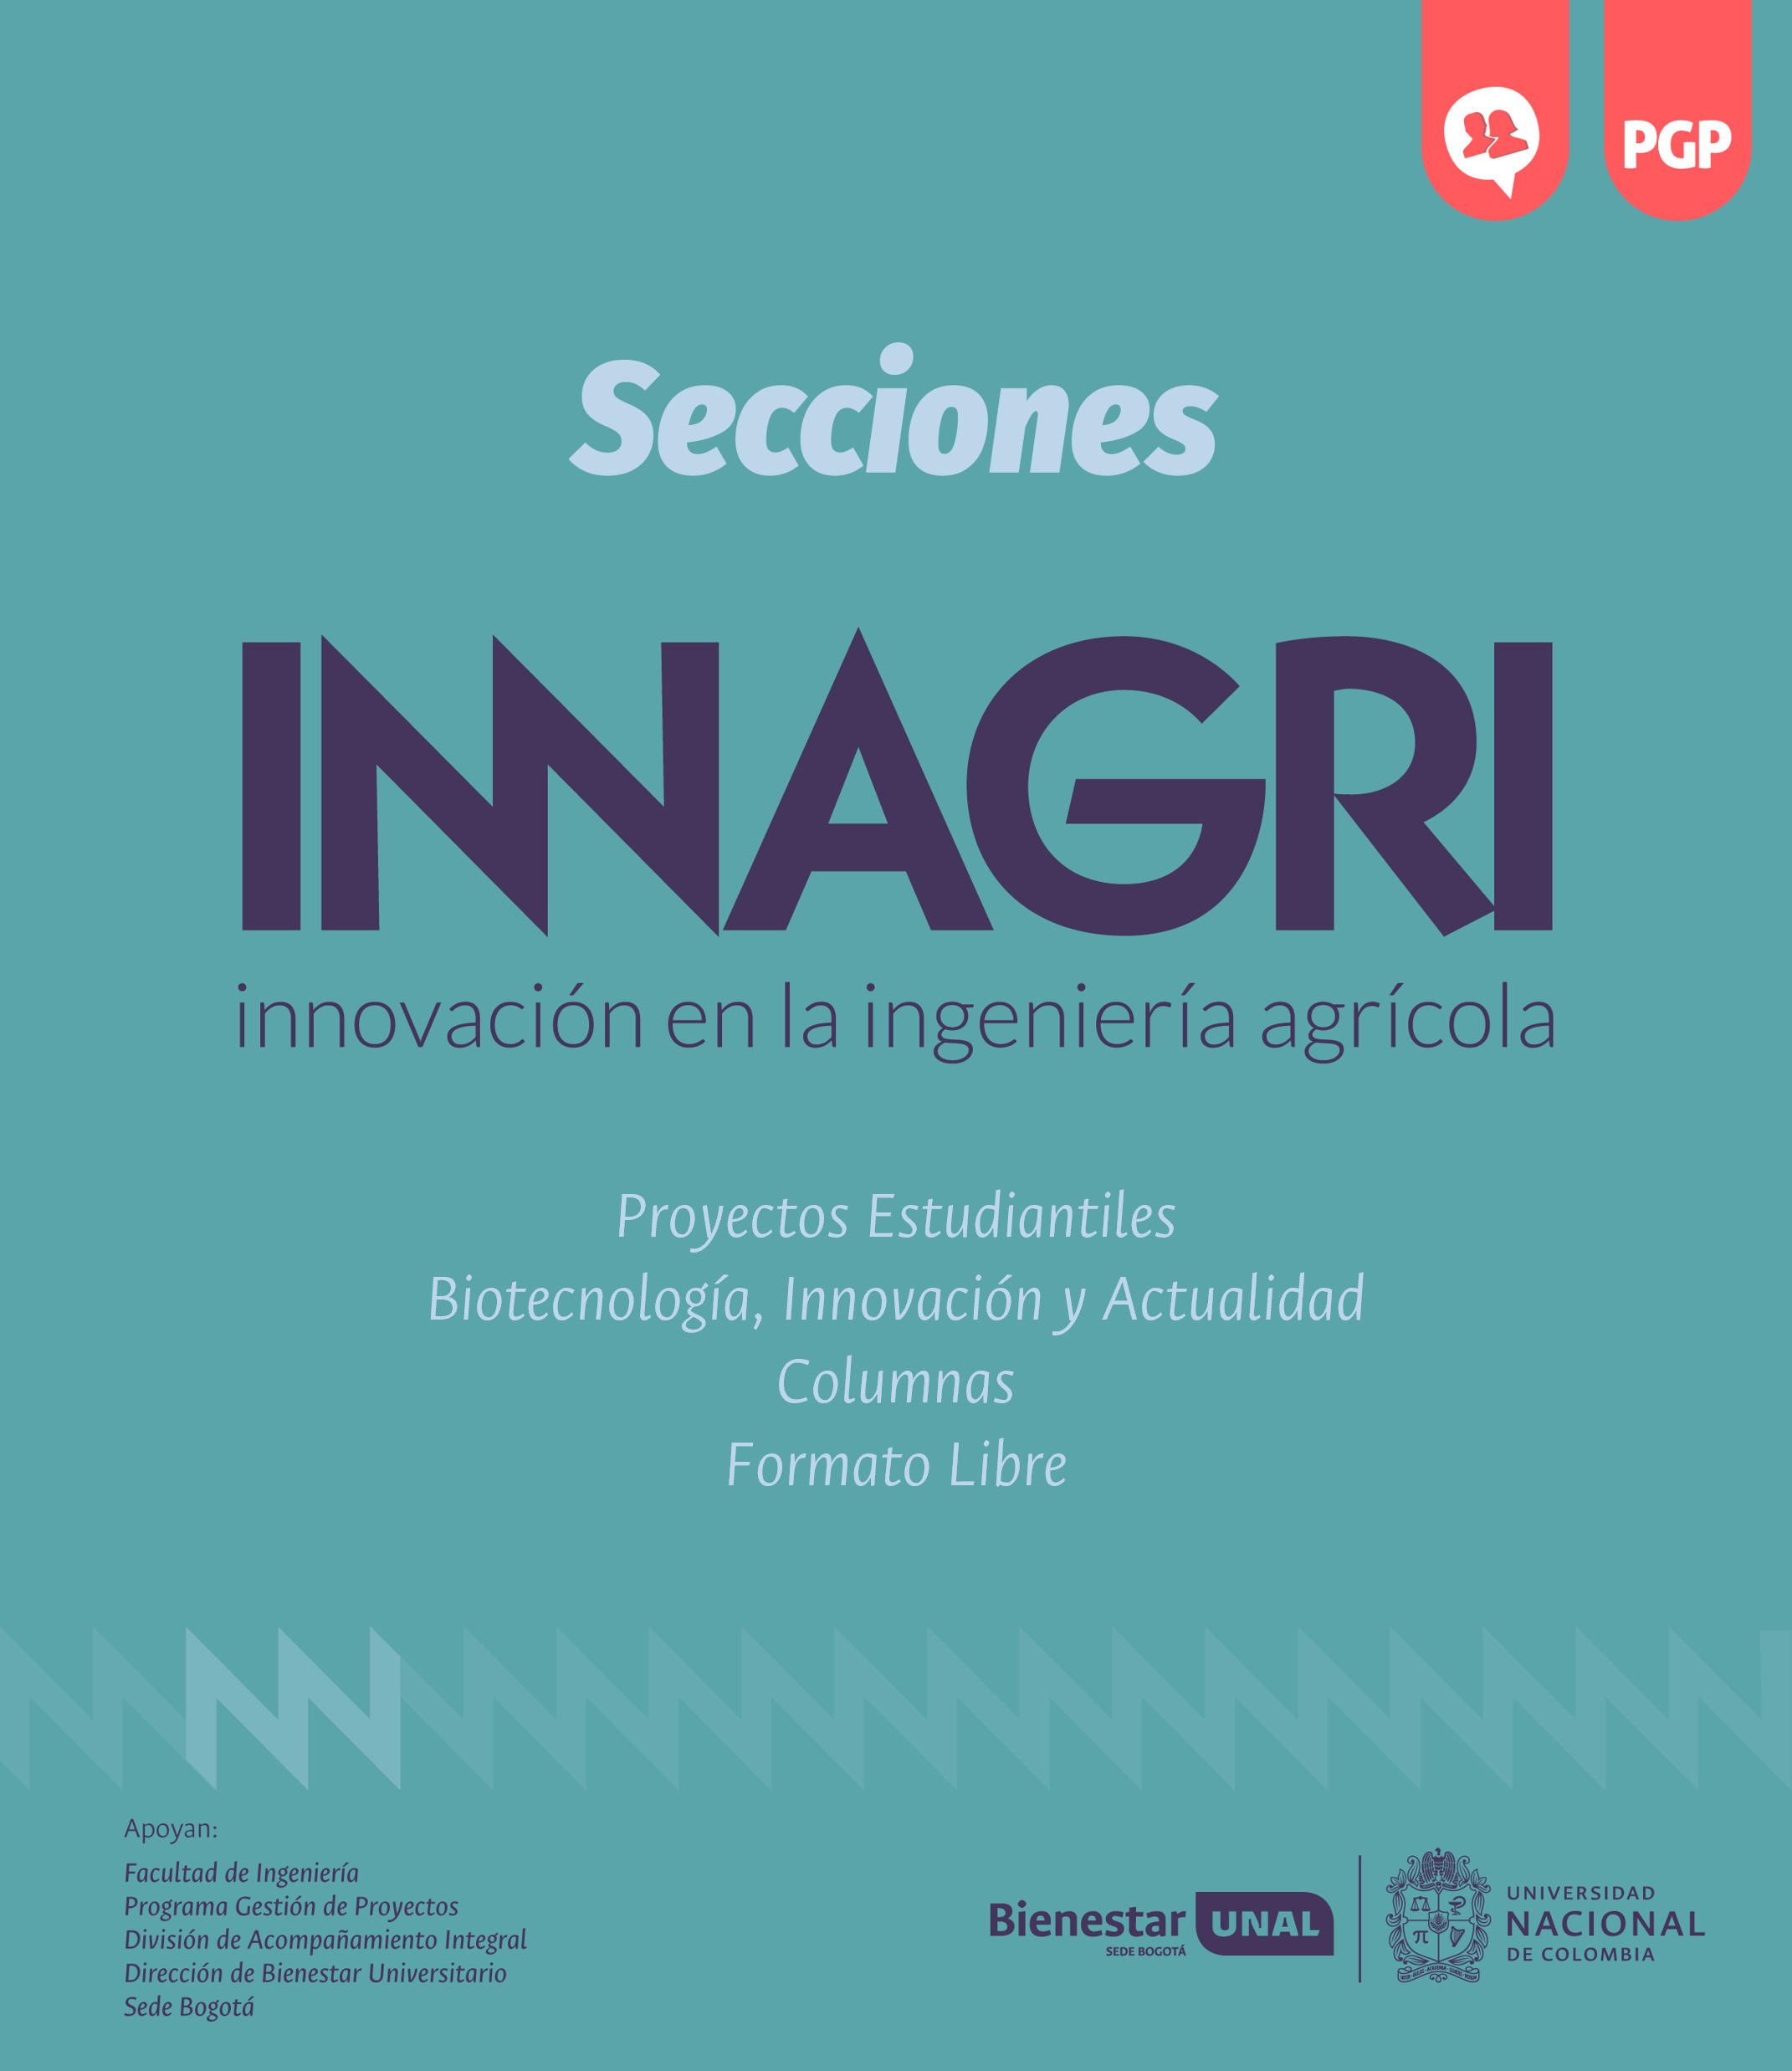 PGP
Secciones
INNAGRI
innovación en la ingeniería agrícola
Proyectos Estudiantiles
Biotecnología, Innovación y Actualidad
Columnas
Formato Libre
Apoyan:
Facultad de Ingeniería
Programa Gestión de Proyectos
División de Acompañamiento Integral
Dirección de Bienestar Universitario
Sede Bogotá
Bienestar UNAL
SEDE BOGOTÁ
UNIVERSIDAD
NACIONAL
DE COLOMBIA